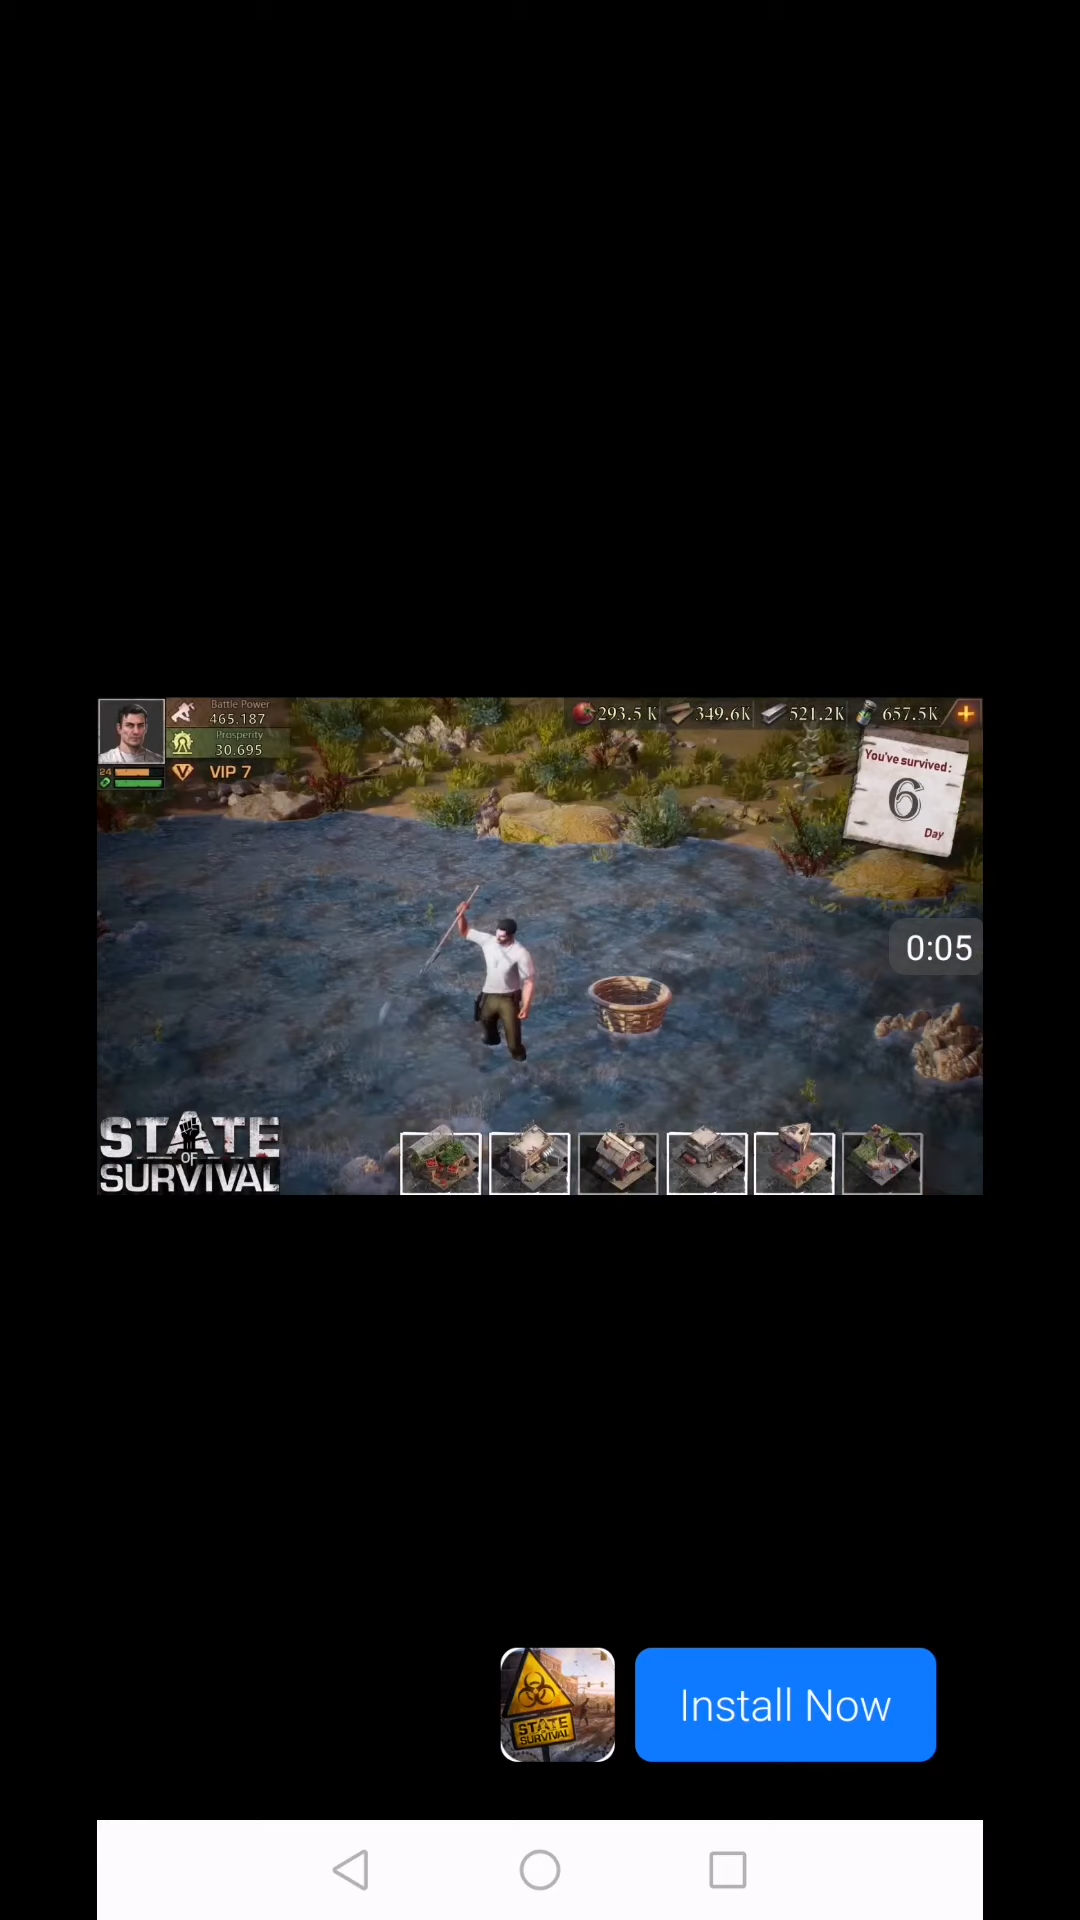 Battle Power
465.187
Prosperity
30.695
24
VIP 7
293.5 K
349.6K
521.2K
657.5K
You've survived:
6
Day
0:05
STATE
OF
SURVIVAL
STATE
SURVIVAL
Install Now